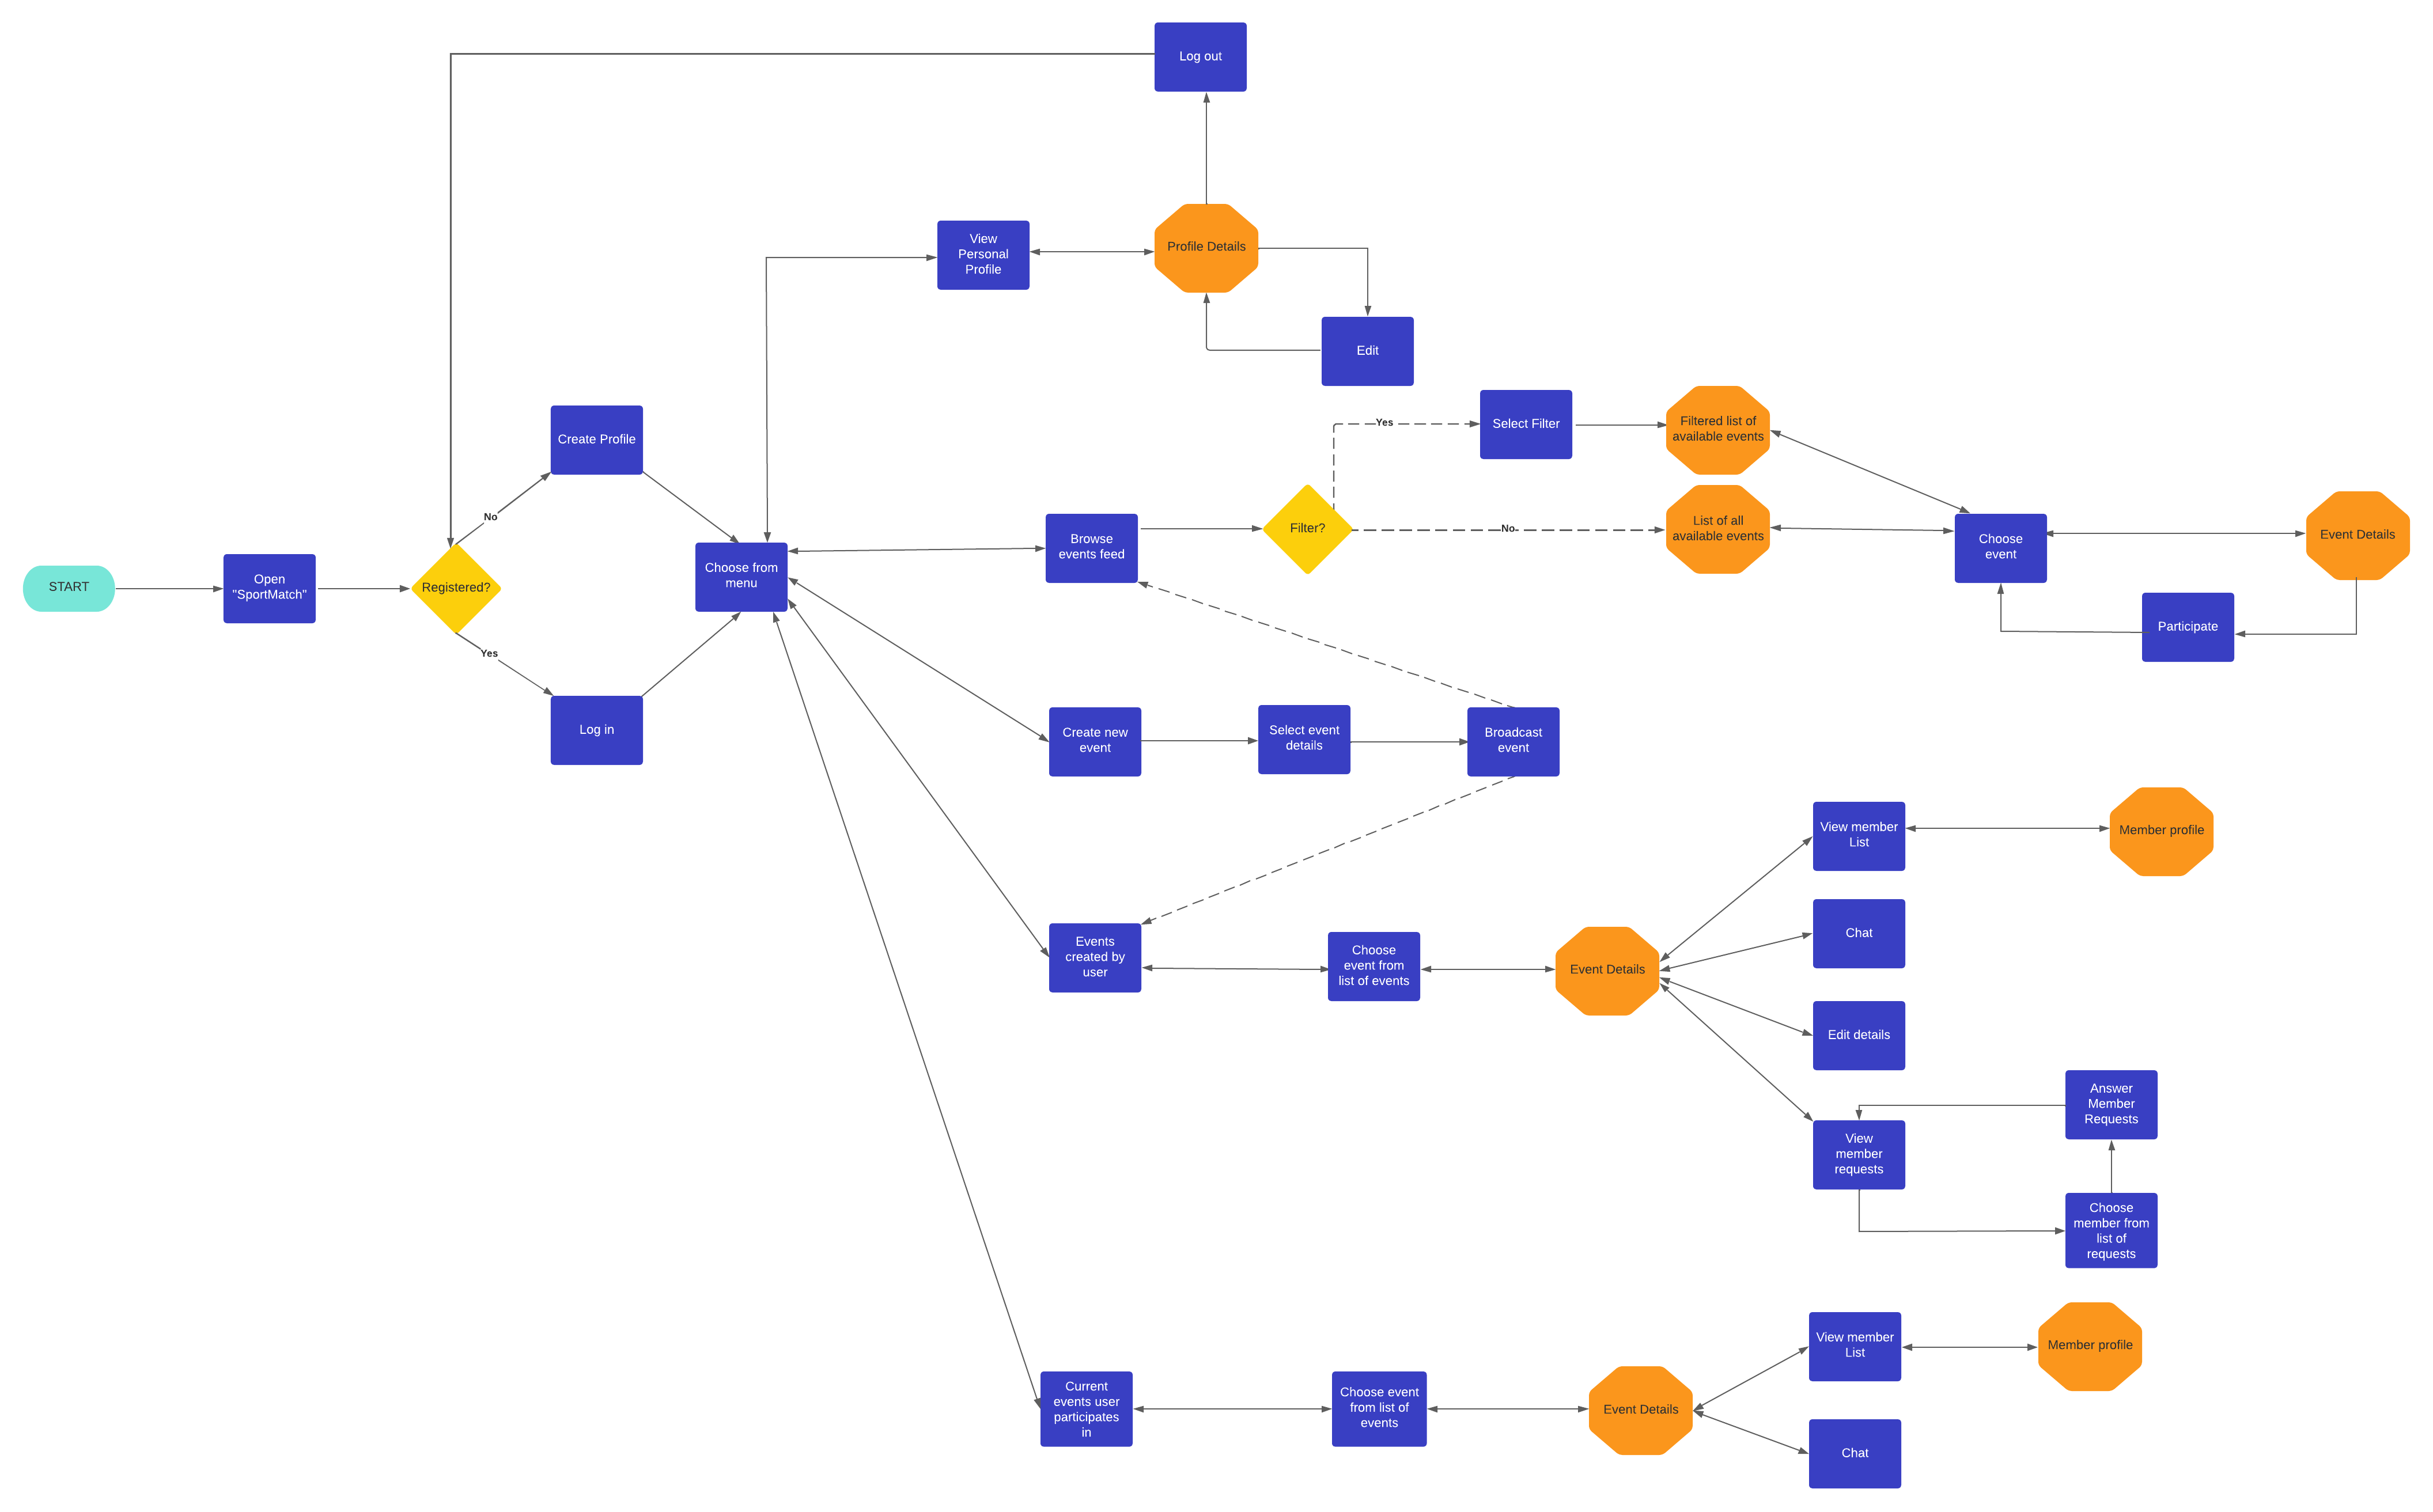 Log out
View
Personal
Profile
Profile Details
Edit
Create Profile
Yes
Select Filter
Filtered list of
available events
No
Browse
events feed
Filter?
No
List of all
available events
Choose
event
Event Details
START
Open
"SportMatch"
Registered?
Choose from
menu
Participate
Yes
Log in
Create new
event
Select event
details
Broadcast
event
View member
List
Member profile
Chat
Events
created by
user
Choose
event from
list of events
Event Details
Edit details
Answer
Member
Requests
View
member
requests
Choose
member from
list of
requests
View member
List
Member profile
Current
events user
participates
in
Choose event
from list of
events
Event Details
Chat